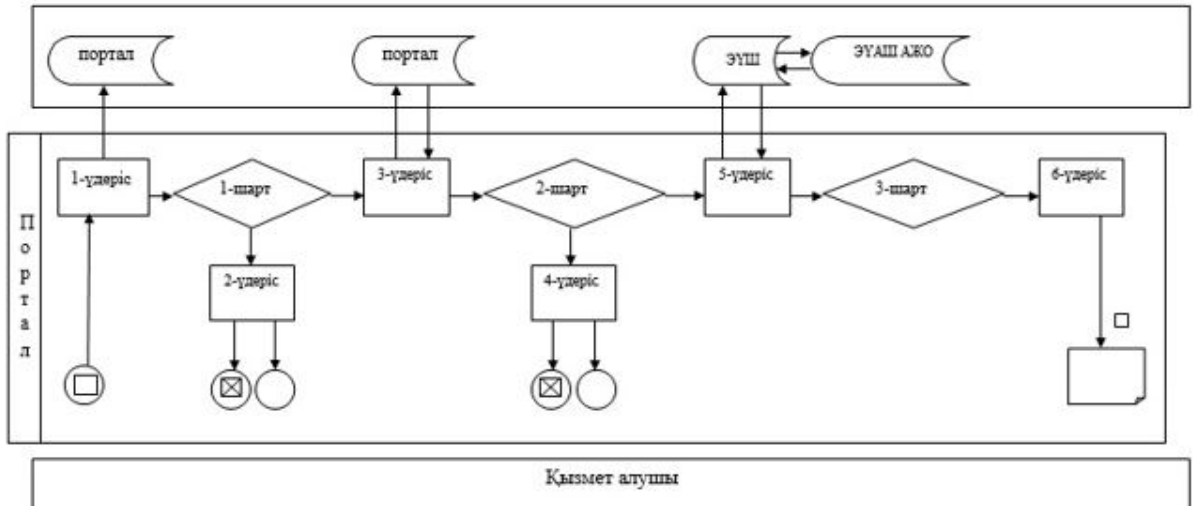 портал
портал
ЭҮШ
ЭҮАШ АЖО
Портал
1-үдеріс
1-шарт
3-үдеріс
2-шарт
5-үдеріс
3-шарт
6-үдеріс
2-үдеріс
4-үдеріс
Қызмет алушы